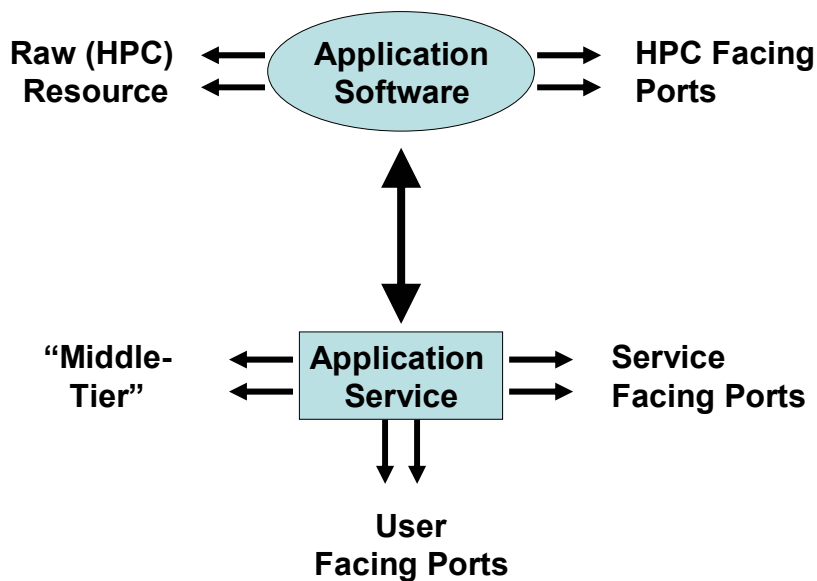 Raw (HPC)
Resource
Application
Software
HPC Facing
Ports
“Middle-
Tier”
Application
Service
Service
Facing Ports
User
Facing Ports